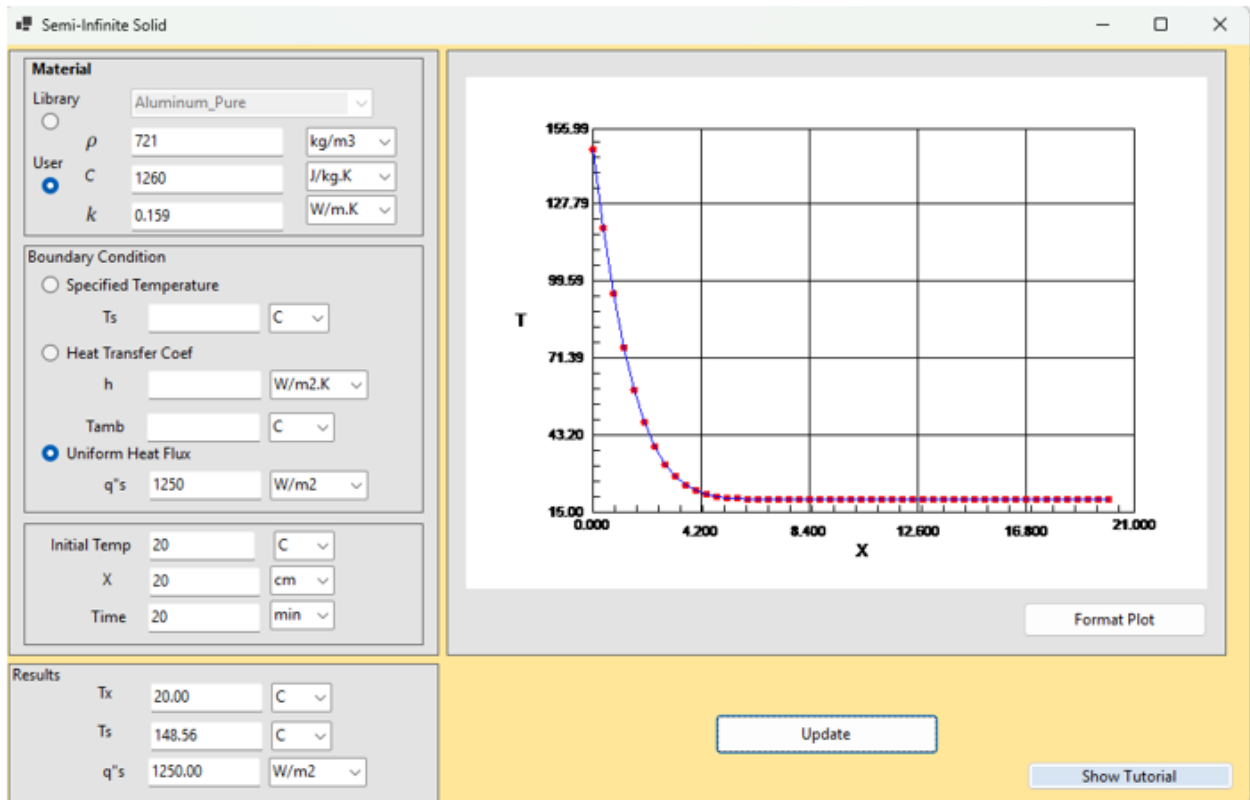 Semi-Infinite Solid
Material
Library
Aluminum_Pure
ρ 721 kg/m3
User
C 1260 J/kg.K
k 0.159 W/m.K
Boundary Condition
Specified Temperature
Ts C
Heat Transfer Coef
h W/m2.K
Tamb C
Uniform Heat Flux
q"s 1250 W/m2
Initial Temp 20 C
X 20 cm
Time 20 min
Results
Tx 20.00 C
Ts 148.56 C
q"s 1250.00 W/m2
155.99
127.79
99.59
T
71.39
43.20
15.00
0.000 4.200 8.400 12.600 16.800 21.000
X
Format Plot
Update
Show Tutorial